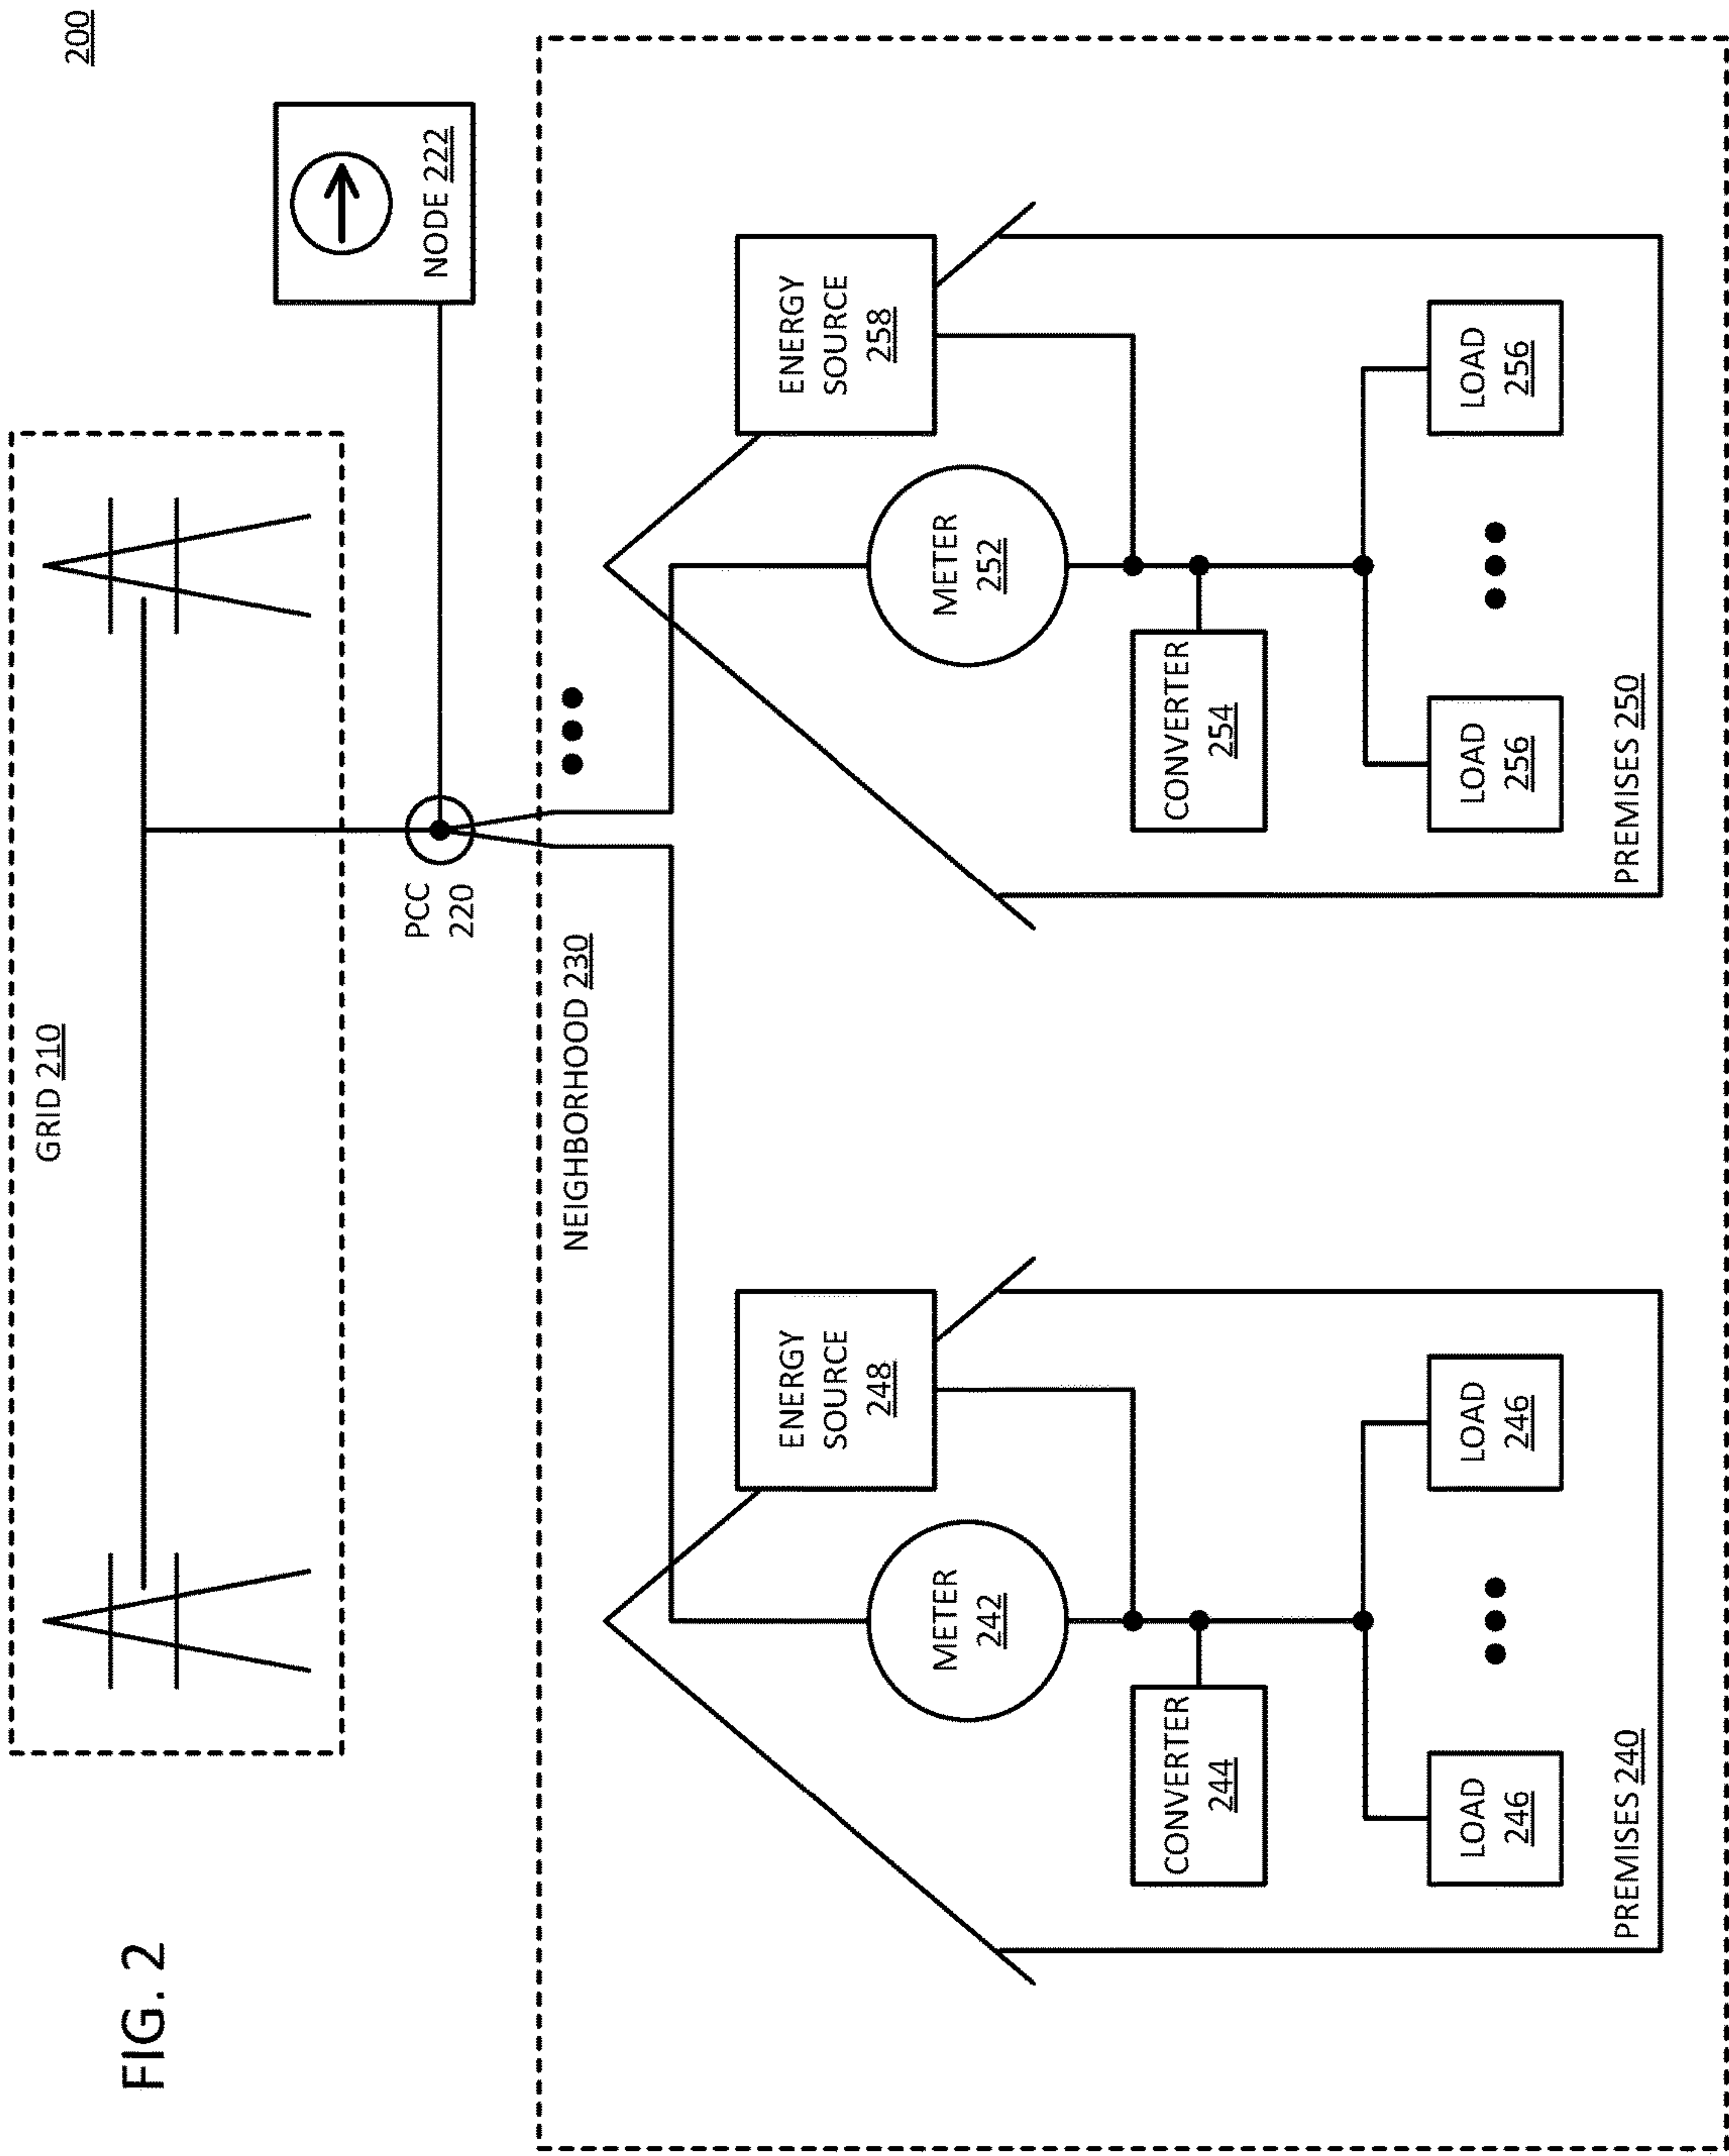 200
GRID 210
NODE 222
PCC
220
NEIGHBORHOOD 230
ENERGY
SOURCE
248
METER
242
CONVERTER
244
LOAD
246
LOAD
246
PREMISES 240
ENERGY
SOURCE
258
METER
252
CONVERTER
254
LOAD
256
LOAD
256
PREMISES 250
FIG. 2